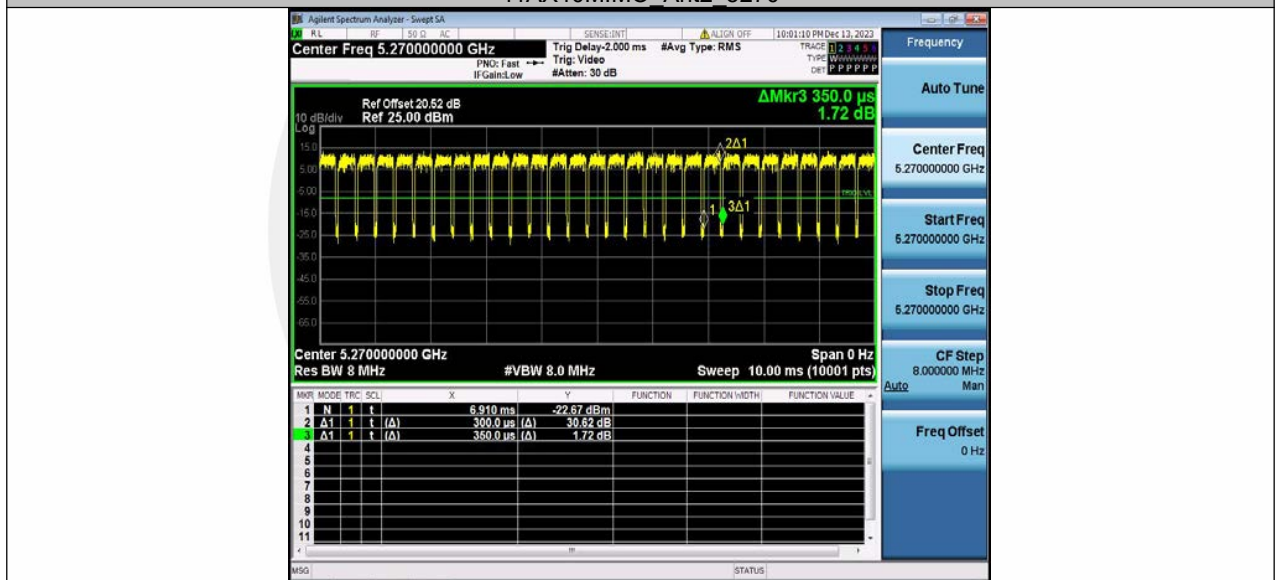 Agilent Spectrum Analyzer - Swept SA
RL RF 50 Ω AC SENSE:INT ALIGN OFF 10:01:10 PM Dec 13, 2023
Center Freq 5.270000000 GHz
PNO: Fast
IFGain:Low
Trig Delay-2.000 ms
Trig: Video
#Atten: 30 dB
#Avg Type: RMS
TRACE 1 2 3 4 5 6
TYPE W
DET P P P P P P
Frequency
Auto Tune
Center Freq
5.270000000 GHz
Start Freq
5.270000000 GHz
Stop Freq
5.270000000 GHz
CF Step
8.000000 MHz
Auto Man
Freq Offset
0 Hz
ΔMkr3 350.0 µs
1.72 dB
Ref Offset 20.52 dB
10 dB/div Ref 25.00 dBm
Log
15.0
5.00
-5.00
-15.0
-25.0
-35.0
-45.0
-55.0
-65.0
2Δ1
1
3Δ1
Center 5.270000000 GHz Span 0 Hz
Res BW 8 MHz #VBW 8.0 MHz Sweep 10.00 ms (10001 pts)
MKR MODE TRC SCL X Y FUNCTION FUNCTION WIDTH FUNCTION VALUE
1 N 1 t 6.910 ms -22.67 dBm
2 Δ1 1 t (Δ) 300.0 µs (Δ) 30.62 dB
3 Δ1 1 t (Δ) 350.0 µs (Δ) 1.72 dB
4
5
6
7
8
9
10
11
MSG STATUS